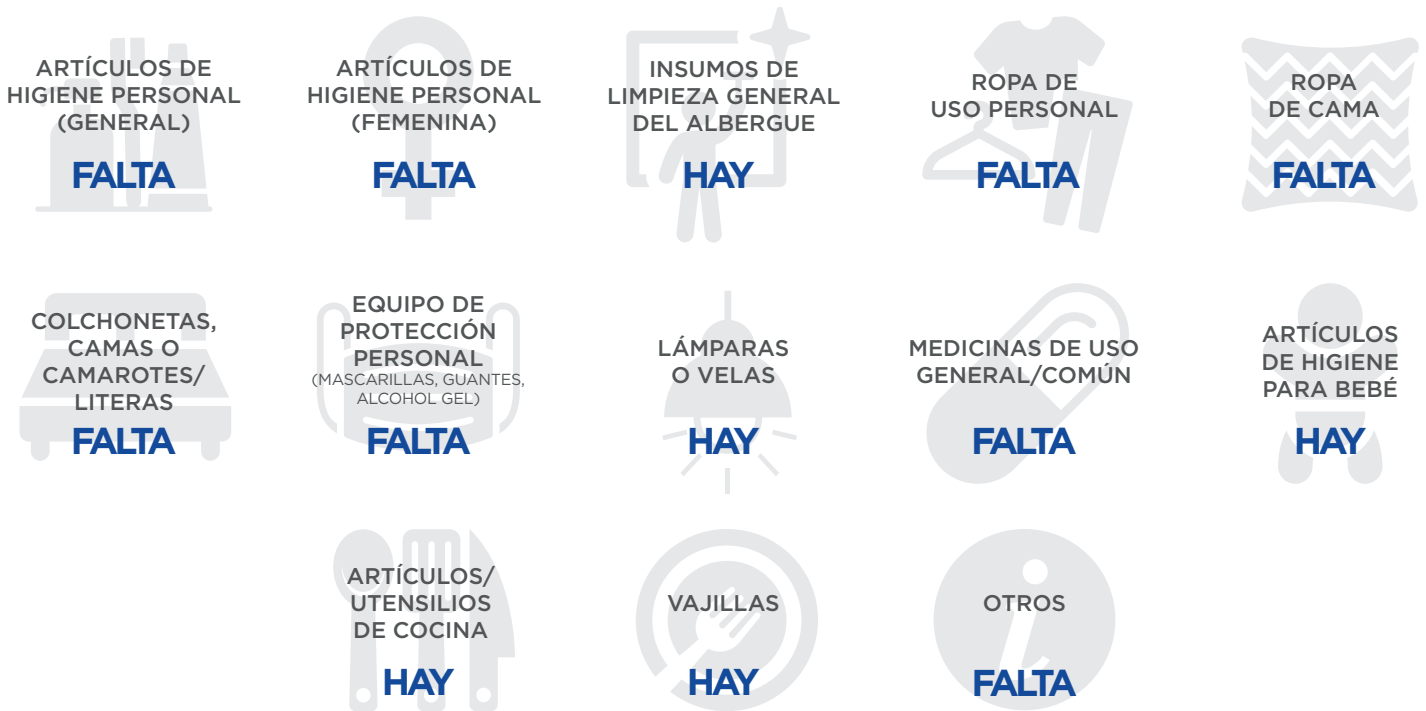 ARTÍCULOS DE
HIGIENE PERSONAL
(GENERAL)
FALTA
ARTÍCULOS DE
HIGIENE PERSONAL
(FEMENINA)
FALTA
INSUMOS DE
LIMPIEZA GENERAL
DEL ALBERGUE
HAY
ROPA DE
USO PERSONAL
FALTA
ROPA
DE CAMA
FALTA
COLCHONETAS,
CAMAS O
CAMAROTES/
LITERAS
FALTA
EQUIPO DE
PROTECCIÓN
PERSONAL
(MASCARILLAS, GUANTES,
ALCOHOL GEL)
FALTA
LÁMPARAS
O VELAS
HAY
MEDICINAS DE USO
GENERAL/COMÚN
FALTA
ARTÍCULOS
DE HIGIENE
PARA BEBÉ
HAY
ARTÍCULOS/
UTENSILIOS
DE COCINA
HAY
VAJILLAS
HAY
OTROS
FALTA